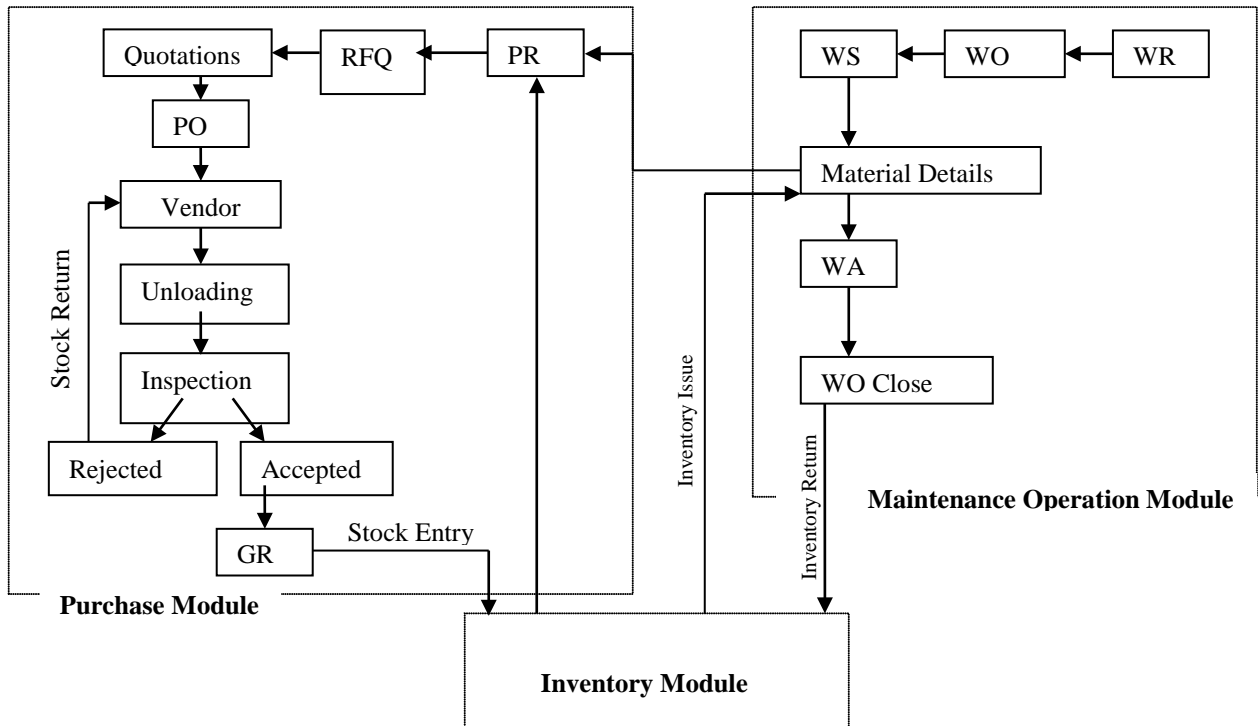 Quotations
RFQ
PR
WS
WO
WR
PO
Material Details
Vendor
WA
Unloading
Stock Return
Inspection
WO Close
Inventory Issue
Rejected
Accepted
Inventory Return
Maintenance Operation Module
Stock Entry
GR
Purchase Module
Inventory Module